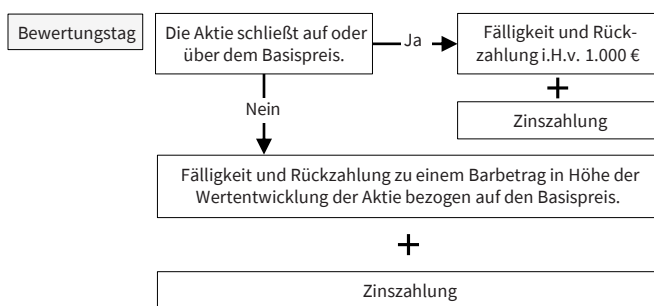 Bewertungstag
Die Aktie schließt auf oder
über dem Basispreis.
Ja
Fälligkeit und Rück-
zahlung i.H.v. 1.000 €
+
Zinszahlung
Nein
Fälligkeit und Rückzahlung zu einem Barbetrag in Höhe der
Wertentwicklung der Aktie bezogen auf den Basispreis.
+
Zinszahlung